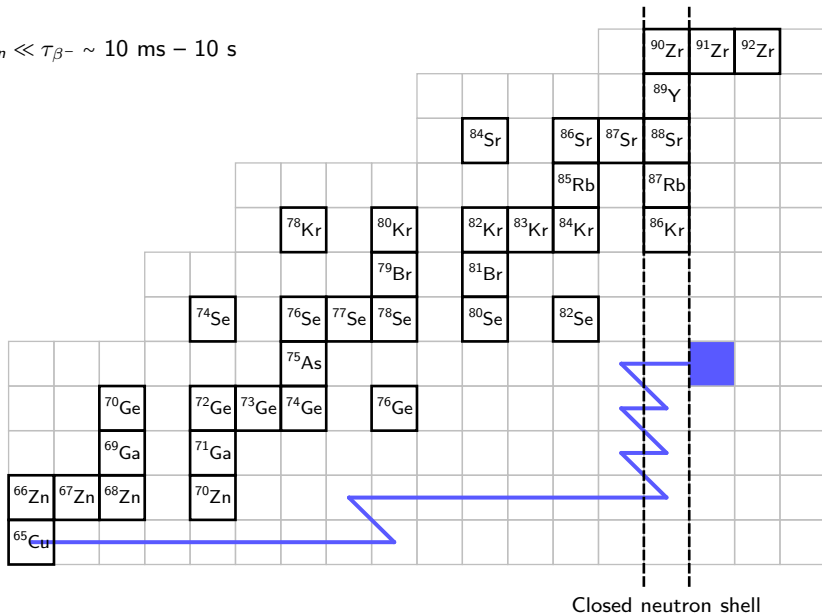 n ≪ τβ⁻ ~ 10 ms – 10 s
⁹⁰Zr ⁹¹Zr ⁹²Zr
⁸⁹Y
⁸⁴Sr ⁸⁶Sr ⁸⁷Sr ⁸⁸Sr
⁸⁵Rb ⁸⁷Rb
⁷⁸Kr ⁸⁰Kr ⁸²Kr ⁸³Kr ⁸⁴Kr ⁸⁶Kr
⁷⁹Br ⁸¹Br
⁷⁴Se ⁷⁶Se ⁷⁷Se ⁷⁸Se ⁸⁰Se ⁸²Se
⁷⁵As
⁷⁰Ge ⁷²Ge ⁷³Ge ⁷⁴Ge ⁷⁶Ge
⁶⁹Ga ⁷¹Ga
⁶⁶Zn ⁶⁷Zn ⁶⁸Zn ⁷⁰Zn
⁶⁵Cu
Closed neutron shell